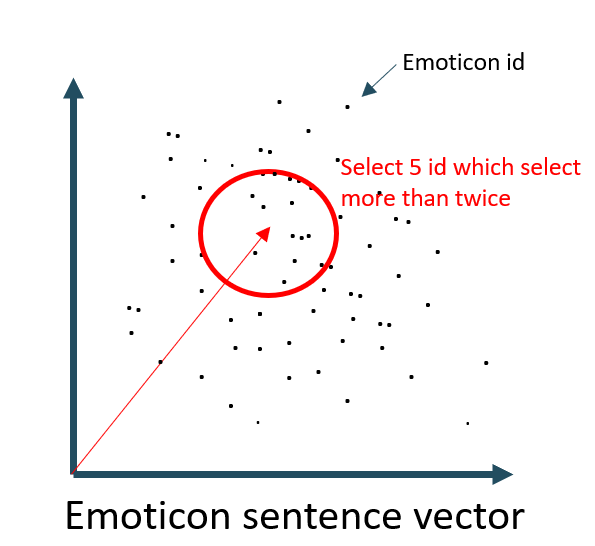 Emoticon id
Select 5 id which select
more than twice
Emoticon sentence vector